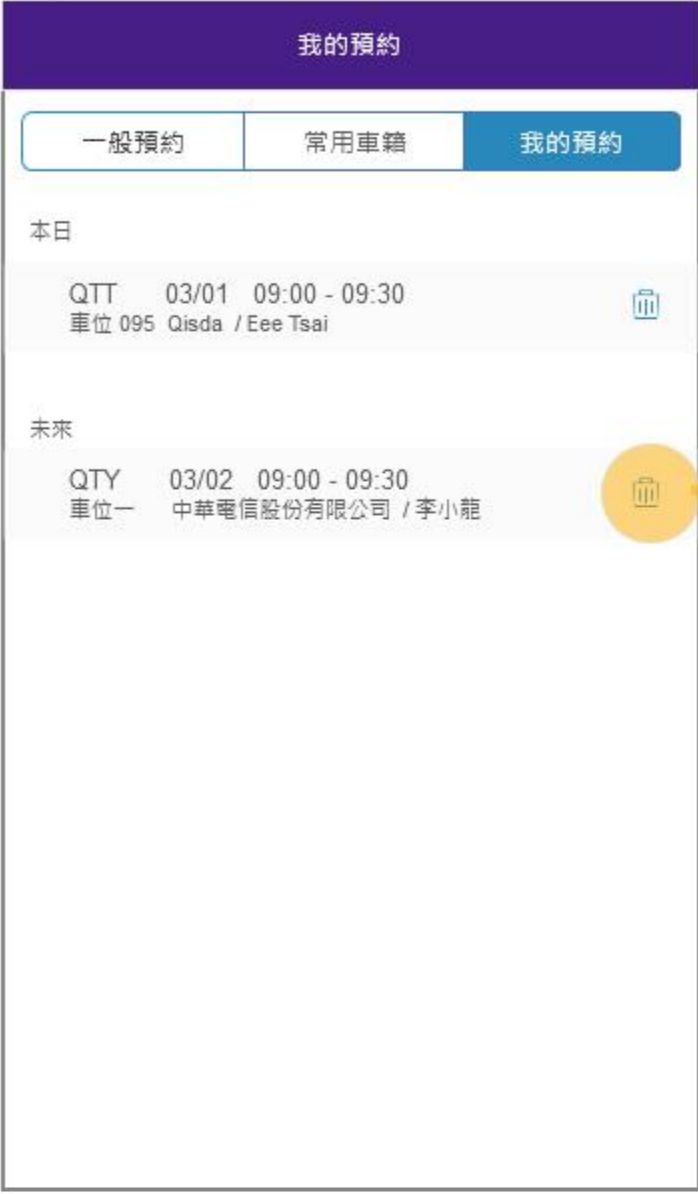 我的預約
一般預約 常用車籍 我的預約
本日
QTT 03/01 09:00 - 09:30
車位 095 Qisda / Eee Tsai
未來
QTY 03/02 09:00 - 09:30
車位一 中華電信股份有限公司 / 李小龍